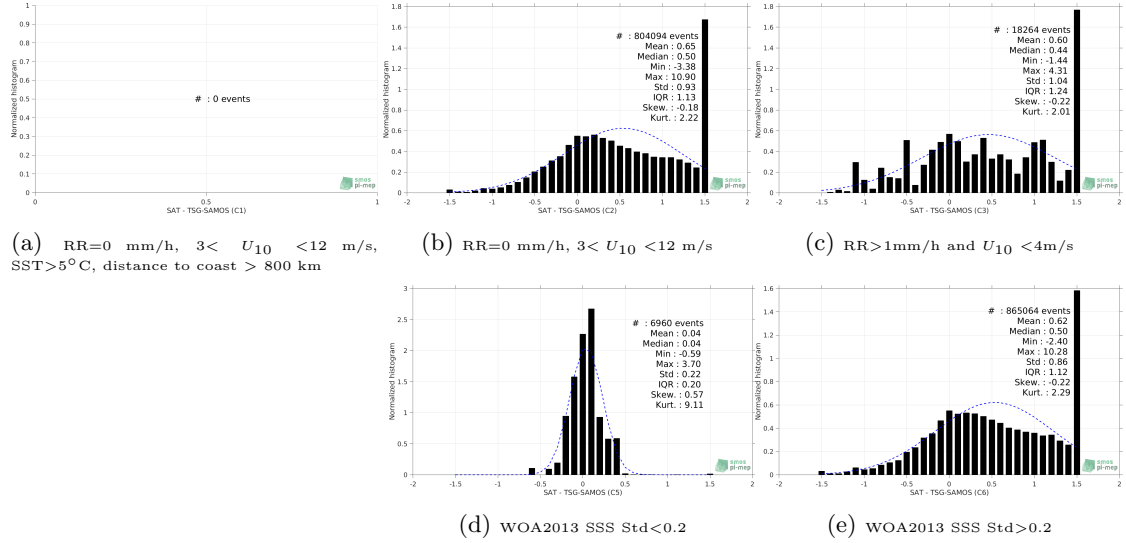 1
0.9
0.8
0.7
0.6
0.5
0.4
0.3
0.2
0.1
0
Normalized histogram
# : 0 events
0 0.5 1
SAT - TSG-SAMOS (C1)
smos
pi-mep
(a) RR=0 mm/h, 3< U10 <12 m/s,
SST>5°C, distance to coast > 800 km
1.8
1.6
1.4
1.2
1
0.8
0.6
0.4
0.2
0
Normalized histogram
# : 804094 events
Mean : 0.65
Median : 0.50
Min : -3.38
Max : 10.90
Std : 0.93
IQR : 1.13
Skew. : -0.18
Kurt. : 2.22
-2 -1.5 -1 -0.5 0 0.5 1 1.5 2
SAT - TSG-SAMOS (C2)
smos
pi-mep
(b) RR=0 mm/h, 3< U10 <12 m/s
1.8
1.6
1.4
1.2
1
0.8
0.6
0.4
0.2
0
Normalized histogram
# : 18264 events
Mean : 0.60
Median : 0.44
Min : -1.44
Max : 4.31
Std : 1.04
IQR : 1.24
Skew. : -0.22
Kurt. : 2.01
-2 -1.5 -1 -0.5 0 0.5 1 1.5 2
SAT - TSG-SAMOS (C3)
smos
pi-mep
(c) RR>1mm/h and U10 <4m/s
3
2.5
2
1.5
1
0.5
0
Normalized histogram
# : 6960 events
Mean : 0.04
Median : 0.04
Min : -0.59
Max : 3.70
Std : 0.22
IQR : 0.20
Skew. : 0.57
Kurt. : 9.11
-2 -1.5 -1 -0.5 0 0.5 1 1.5 2
SAT - TSG-SAMOS (C5)
smos
pi-mep
(d) WOA2013 SSS Std<0.2
1.6
1.4
1.2
1
0.8
0.6
0.4
0.2
0
Normalized histogram
# : 865064 events
Mean : 0.62
Median : 0.50
Min : -2.40
Max : 10.28
Std : 0.86
IQR : 1.12
Skew. : -0.22
Kurt. : 2.29
-2 -1.5 -1 -0.5 0 0.5 1 1.5 2
SAT - TSG-SAMOS (C6)
smos
pi-mep
(e) WOA2013 SSS Std>0.2